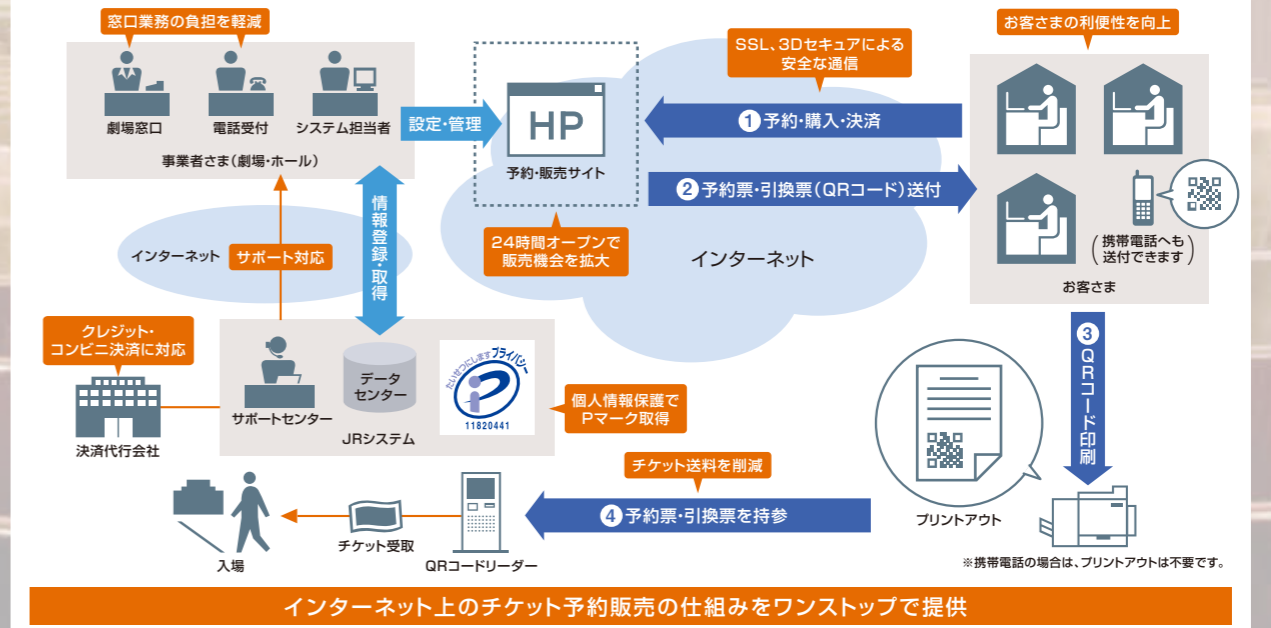 窓口業務の負担を軽減
劇場窓口
電話受付
システム担当者
事業者さま(劇場・ホール)
設定・管理
HP
予約・販売サイト
SSL、3Dセキュアによる
安全な通信
お客さまの利便性を向上
1 予約・購入・決済
2 予約票・引換票(QRコード)送付
24時間オープンで
販売機会を拡大
インターネット
(携帯電話へも
送付できます)
お客さま
インターネット
サポート対応
情報登録・取得
クレジット・
コンビニ決済に対応
決済代行会社
サポートセンター
データ
センター
JRシステム
たいせつにしますプライバシー
11820441
個人情報保護で
Pマーク取得
3 QRコード印刷
プリントアウト
※携帯電話の場合は、プリントアウトは不要です。
チケット送料を削減
4 予約票・引換票を持参
QRコードリーダー
チケット受取
入場
インターネット上のチケット予約販売の仕組みをワンストップで提供